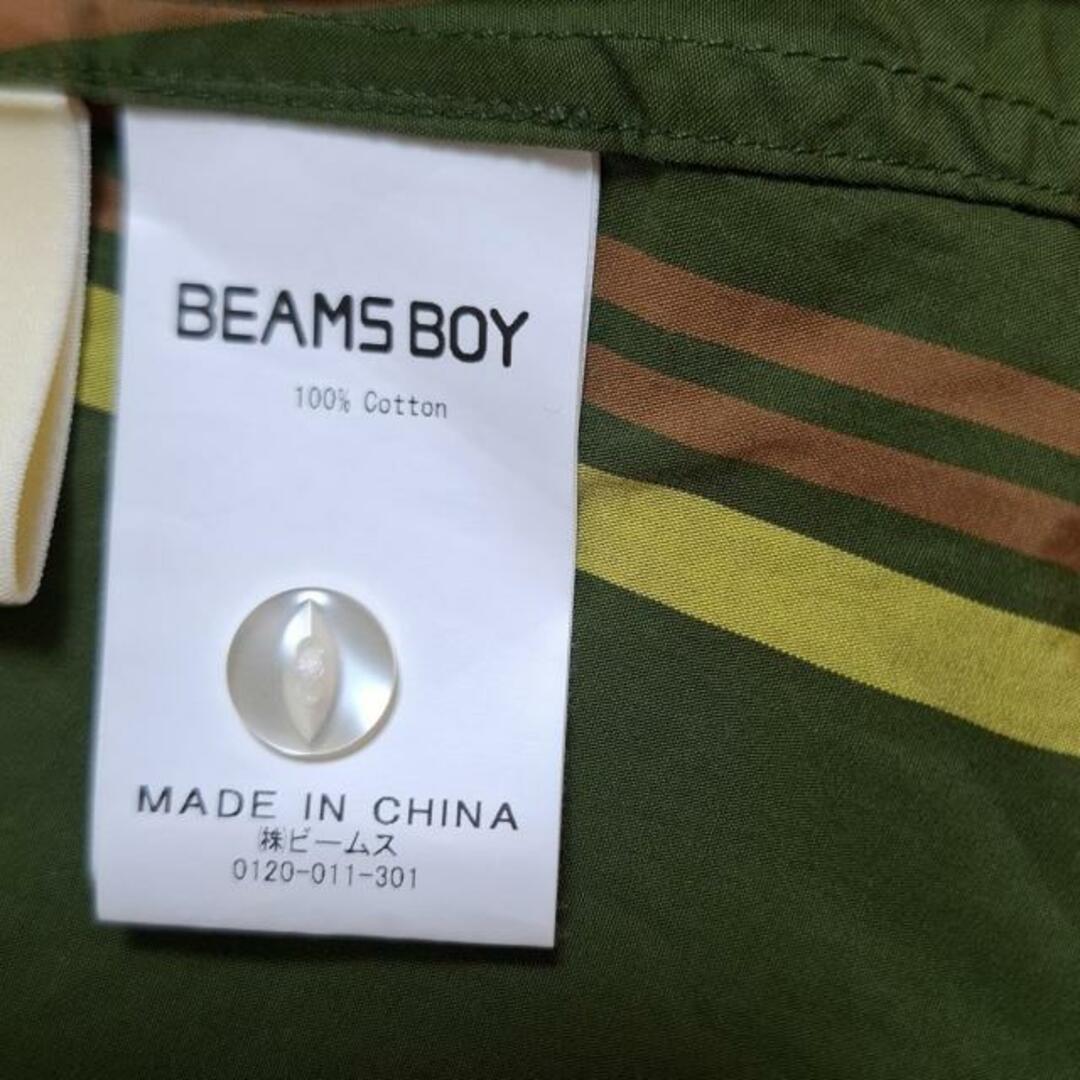 BEAMS BOY
100% Cotton
MADE IN CHINA
㈱ビームス
0120-011-301